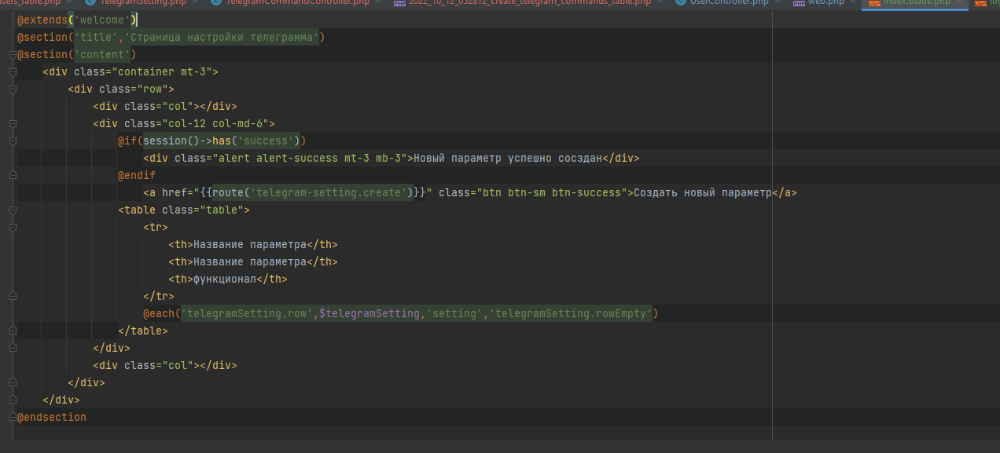 users_table.php TelegramSetting.php TelegramCommandController.php 2022_10_12_052812_create_telegram_commands_table.php UserController.php web.php index.blade.php
@extends('welcome')
@section('title','Страница настройки телеграмма')
@section('content')
<div class="container mt-3">
<div class="row">
<div class="col"></div>
<div class="col-12 col-md-6">
@if(session()->has('success'))
<div class="alert alert-success mt-3 mb-3">Новый параметр успешно сосздан</div>
@endif
<a href="{{route('telegram-setting.create')}}" class="btn btn-sm btn-success">Создать новый параметр</a>
<table class="table">
<tr>
<th>Название параметра</th>
<th>Название параметра</th>
<th>функционал</th>
</tr>
@each('telegramSetting.row',$telegramSetting,'setting','telegramSetting.rowEmpty')
</table>
</div>
<div class="col"></div>
</div>
</div>
@endsection